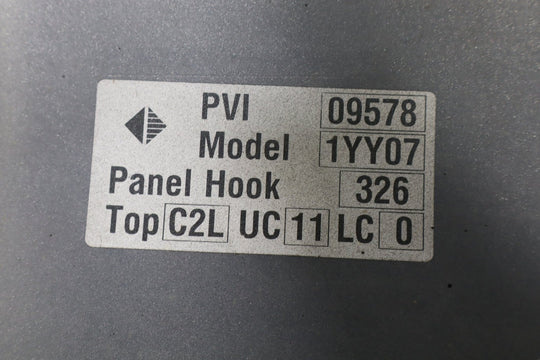 PVI 09578
Model 1YY07
Panel Hook 326
Top C2L UC 11 LC 0